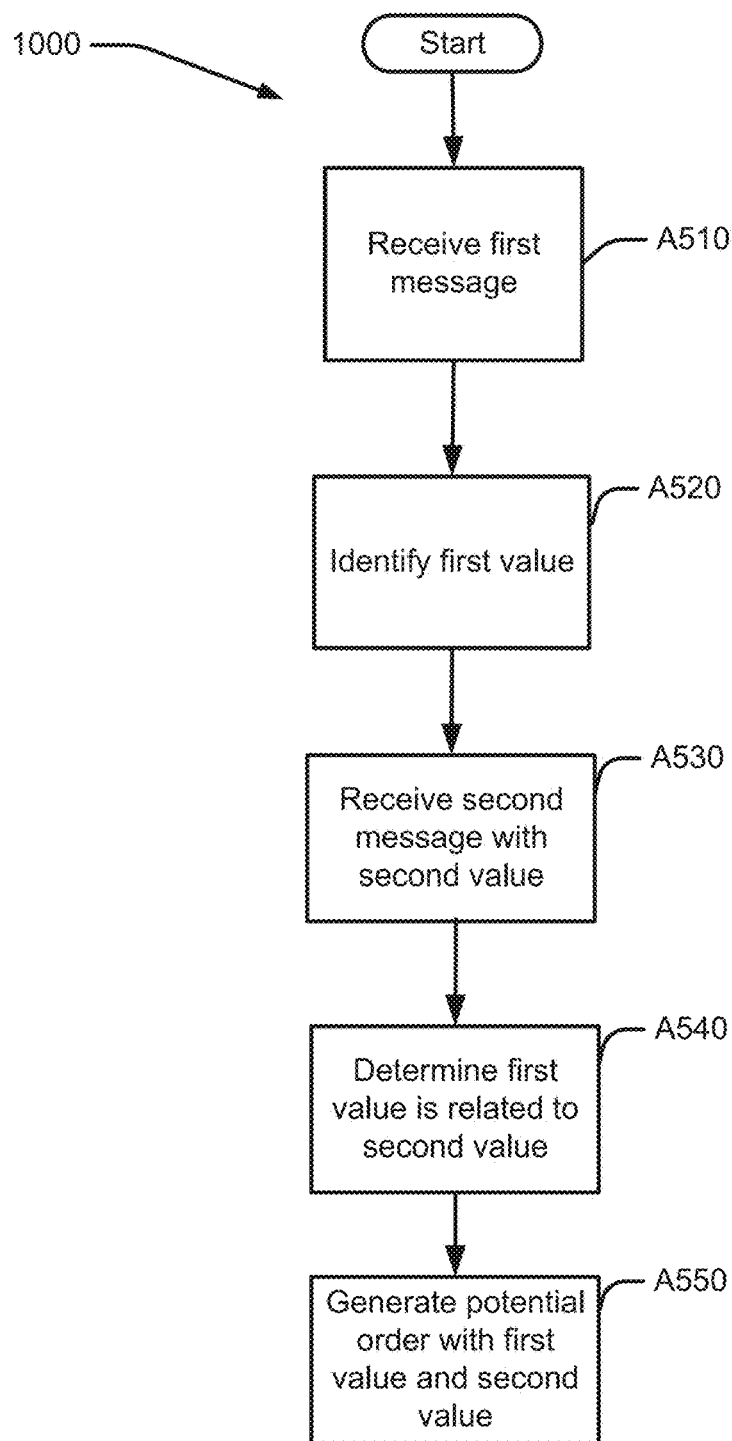 1000
Start
Receive first
message
A510
Identify first value
A520
Receive second
message with
second value
A530
Determine first
value is related to
second value
A540
Generate potential
order with first
value and second
value
A550